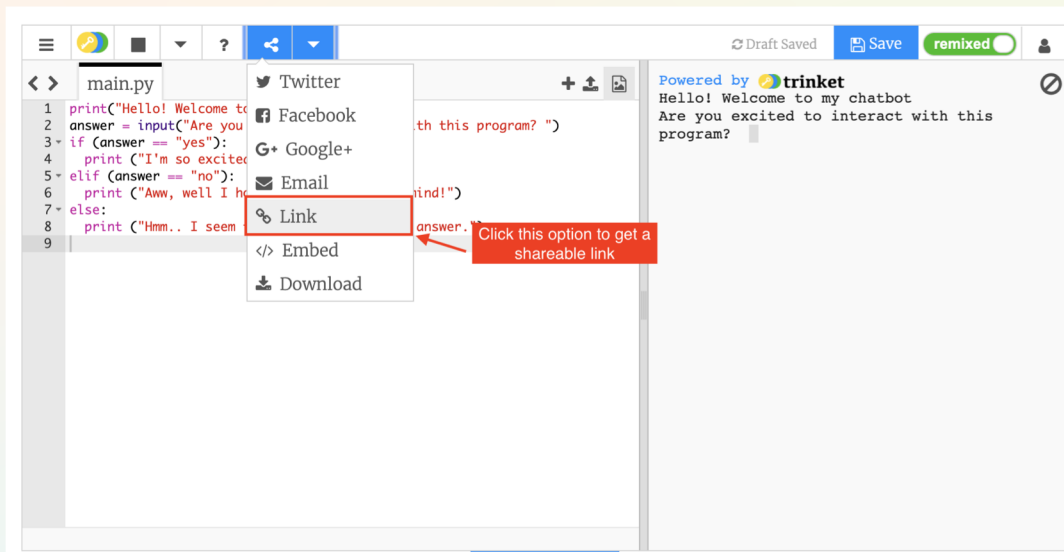 ?
Draft Saved
Save
remixed
main.py
Twitter
Facebook
G+ Google+
Email
Link
</> Embed
Download
1 print("Hello! Welcome to
2 answer = input("Are you th this program? ")
3 if (answer == "yes"):
4 print ("I'm so excited
5 elif (answer == "no"):
6 print ("Aww, well I ind!")
7 else:
8 print ("Hmm.. I seem answer."
9
Click this option to get a
shareable link
Powered by trinket
Hello! Welcome to my chatbot
Are you excited to interact with this
program?